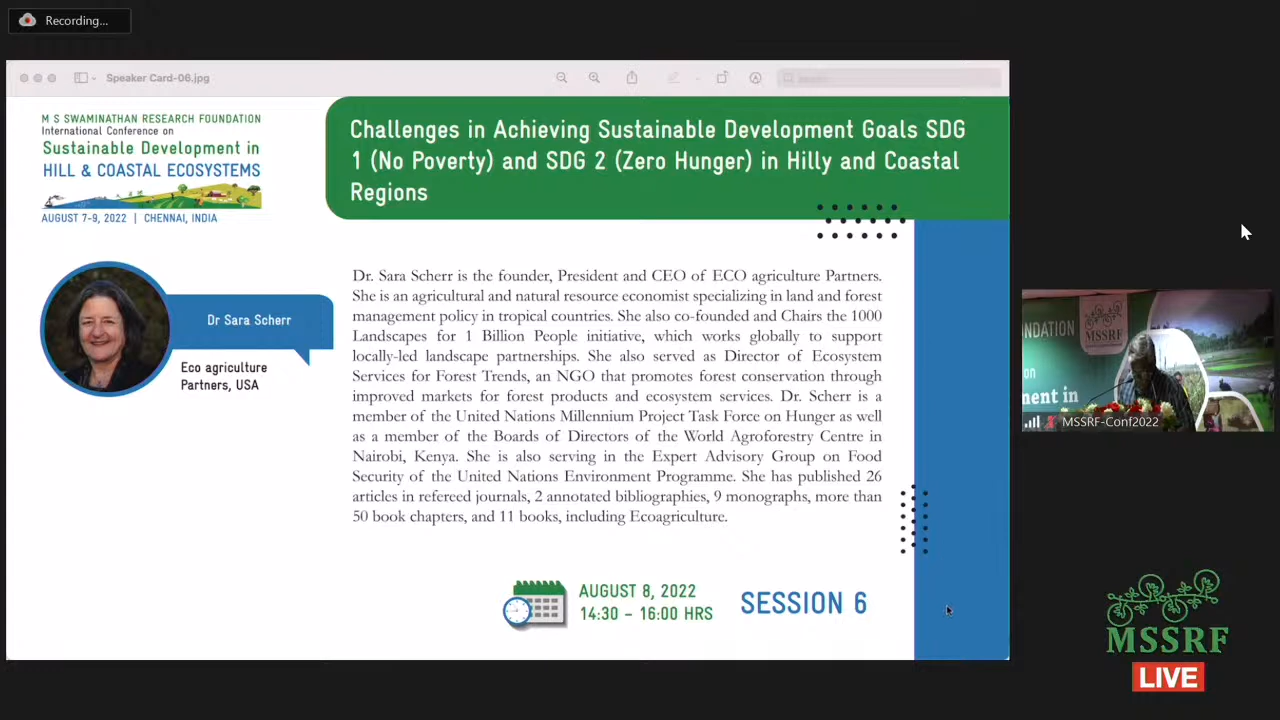 Recording...
Speaker Card-06.jpg
M S SWAMINATHAN RESEARCH FOUNDATION
International Conference on
Sustainable Development in
HILL & COASTAL ECOSYSTEMS
AUGUST 7-9, 2022 | CHENNAI, INDIA
Challenges in Achieving Sustainable Development Goals SDG
1 (No Poverty) and SDG 2 (Zero Hunger) in Hilly and Coastal
Regions
Dr Sara Scherr
Eco agriculture
Partners, USA
Dr. Sara Scherr is the founder, President and CEO of ECO agriculture Partners.
She is an agricultural and natural resource economist specializing in land and forest
management policy in tropical countries. She also co-founded and Chairs the 1000
Landscapes for 1 Billion People initiative, which works globally to support
locally-led landscape partnerships. She also served as Director of Ecosystem
Services for Forest Trends, an NGO that promotes forest conservation through
improved markets for forest products and ecosystem services. Dr. Scherr is a
member of the United Nations Millennium Project Task Force on Hunger as well
as a member of the Boards of Directors of the World Agroforestry Centre in
Nairobi, Kenya. She is also serving in the Expert Advisory Group on Food
Security of the United Nations Environment Programme. She has published 26
articles in refereed journals, 2 annotated bibliographies, 9 monographs, more than
50 book chapters, and 11 books, including Ecoagriculture.
AUGUST 8, 2022
14:30 – 16:00 HRS
SESSION 6
NDATION
MSSRF
on
ment in
MSSRF-Conf2022
MSSRF
LIVE